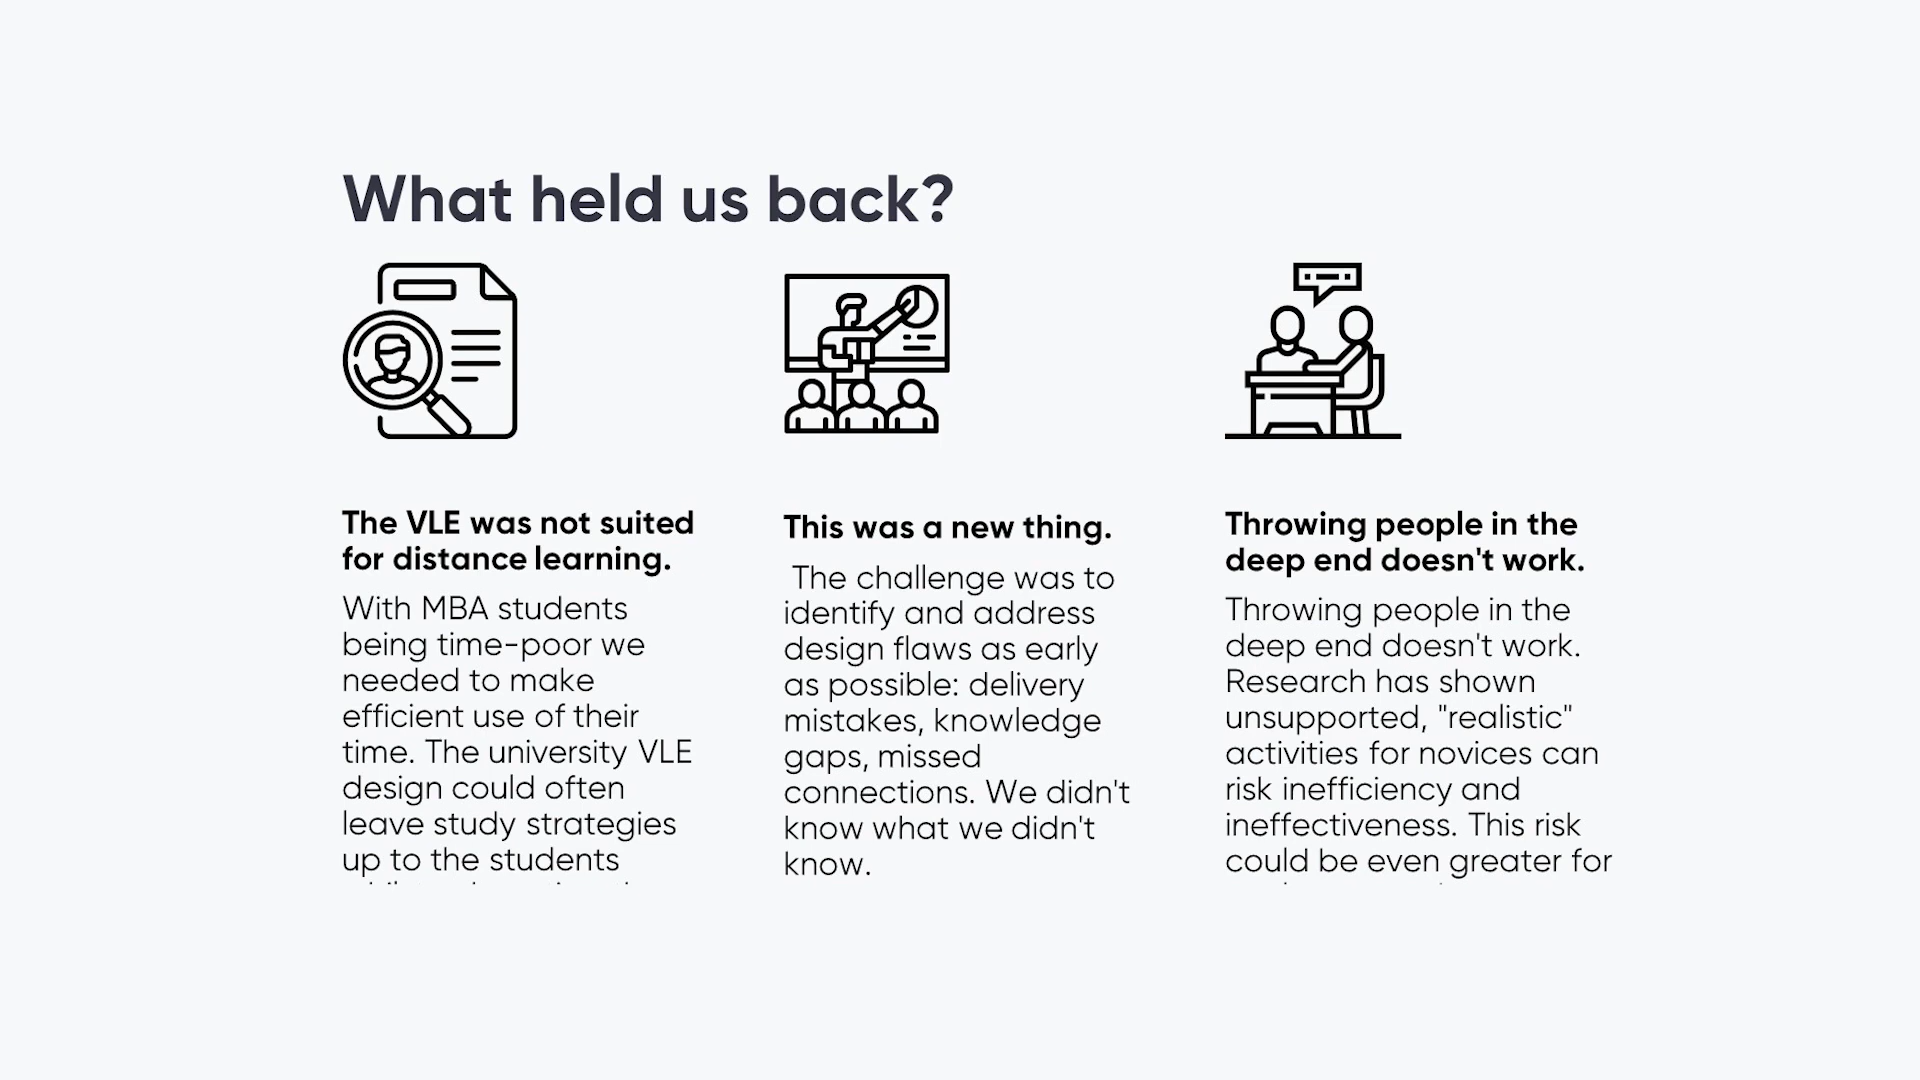 What held us back?
The VLE was not suited
for distance learning.
With MBA students
being time-poor we
needed to make
efficient use of their
time. The university VLE
design could often
leave study strategies
up to the students
This was a new thing.
The challenge was to
identify and address
design flaws as early
as possible: delivery
mistakes, knowledge
gaps, missed
connections. We didn't
know what we didn't
know.
Throwing people in the
deep end doesn't work.
Throwing people in the
deep end doesn't work.
Research has shown
unsupported, "realistic"
activities for novices can
risk inefficiency and
ineffectiveness. This risk
could be even greater for